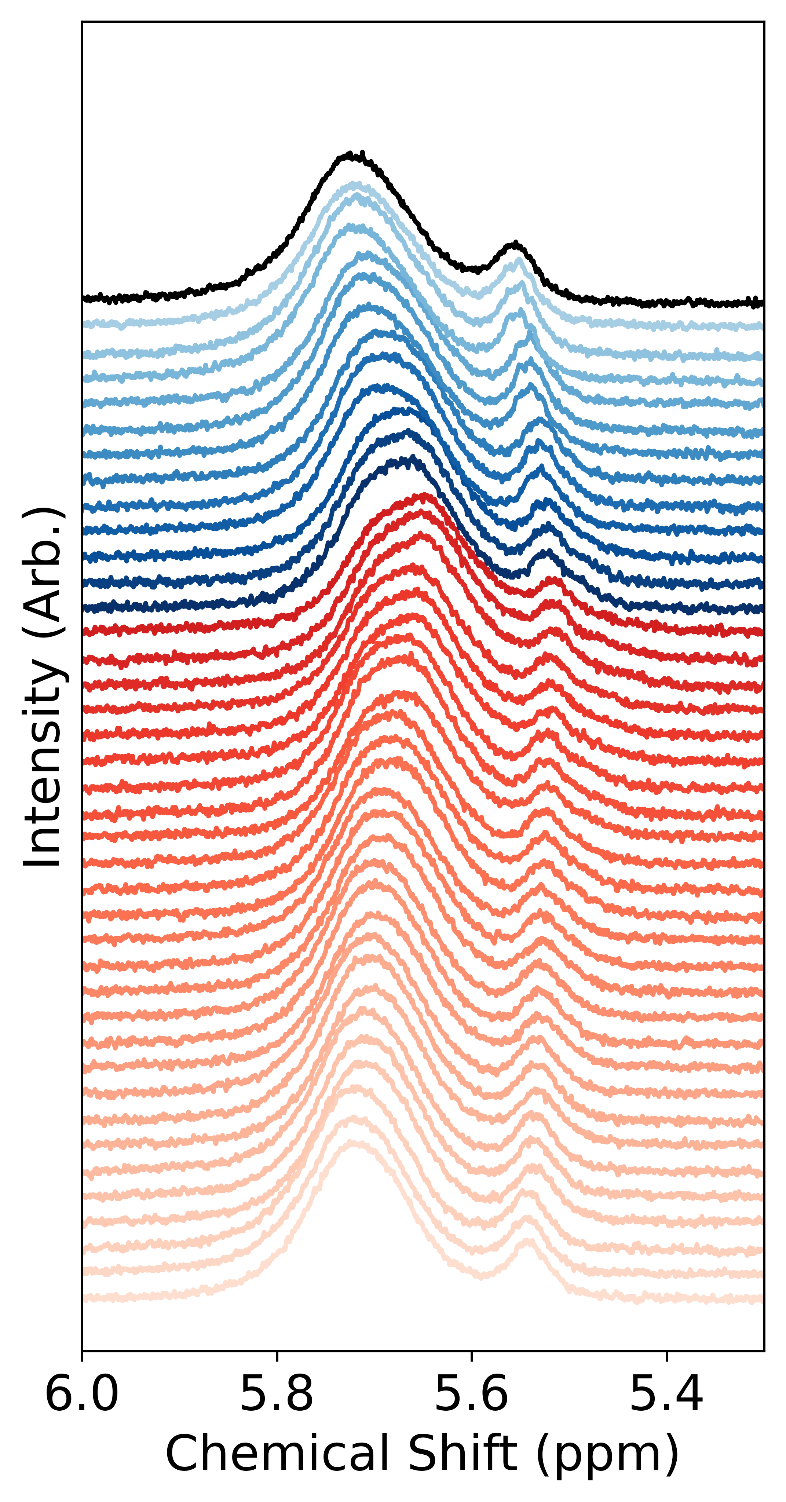 Intensity (Arb.)
6.0 5.8 5.6 5.4
Chemical Shift (ppm)